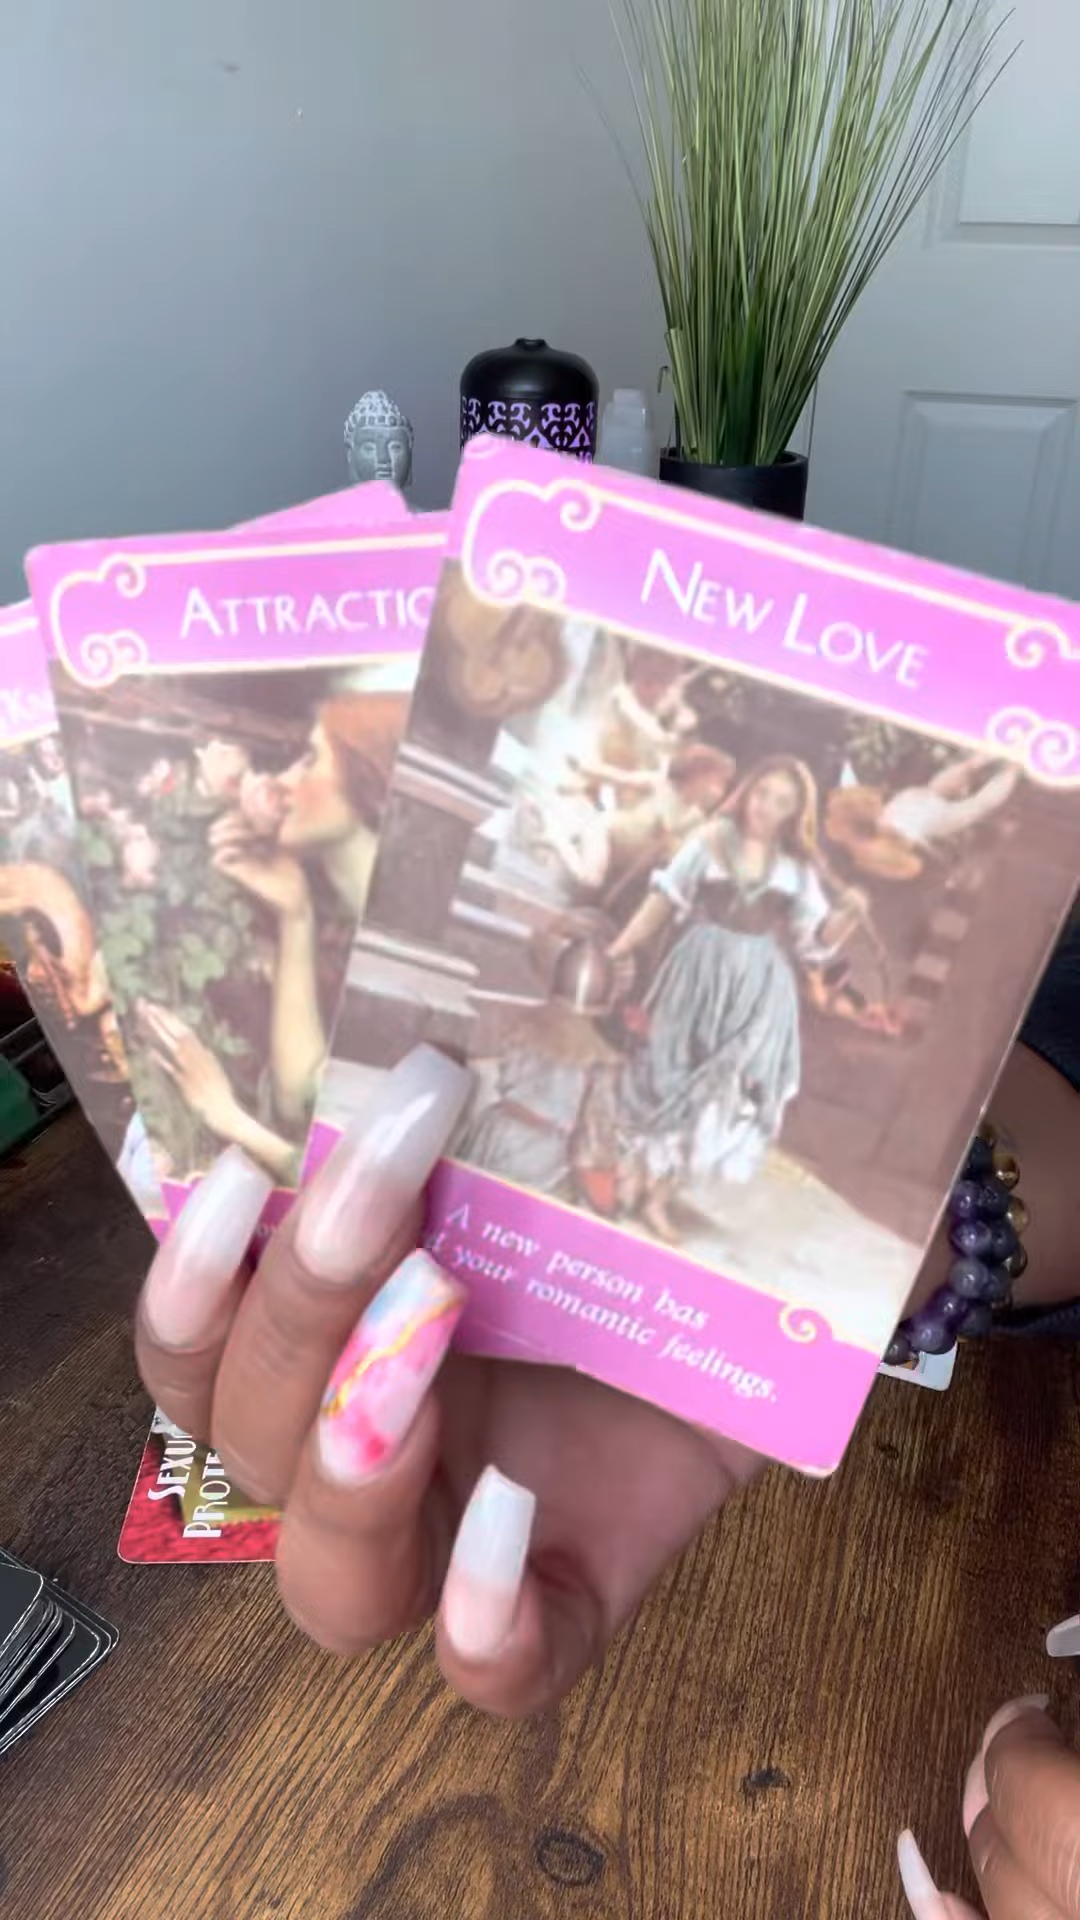 NEW LOVE
ATTRACTIO
A new person has
your romantic feelings.
SEXU
PROTE